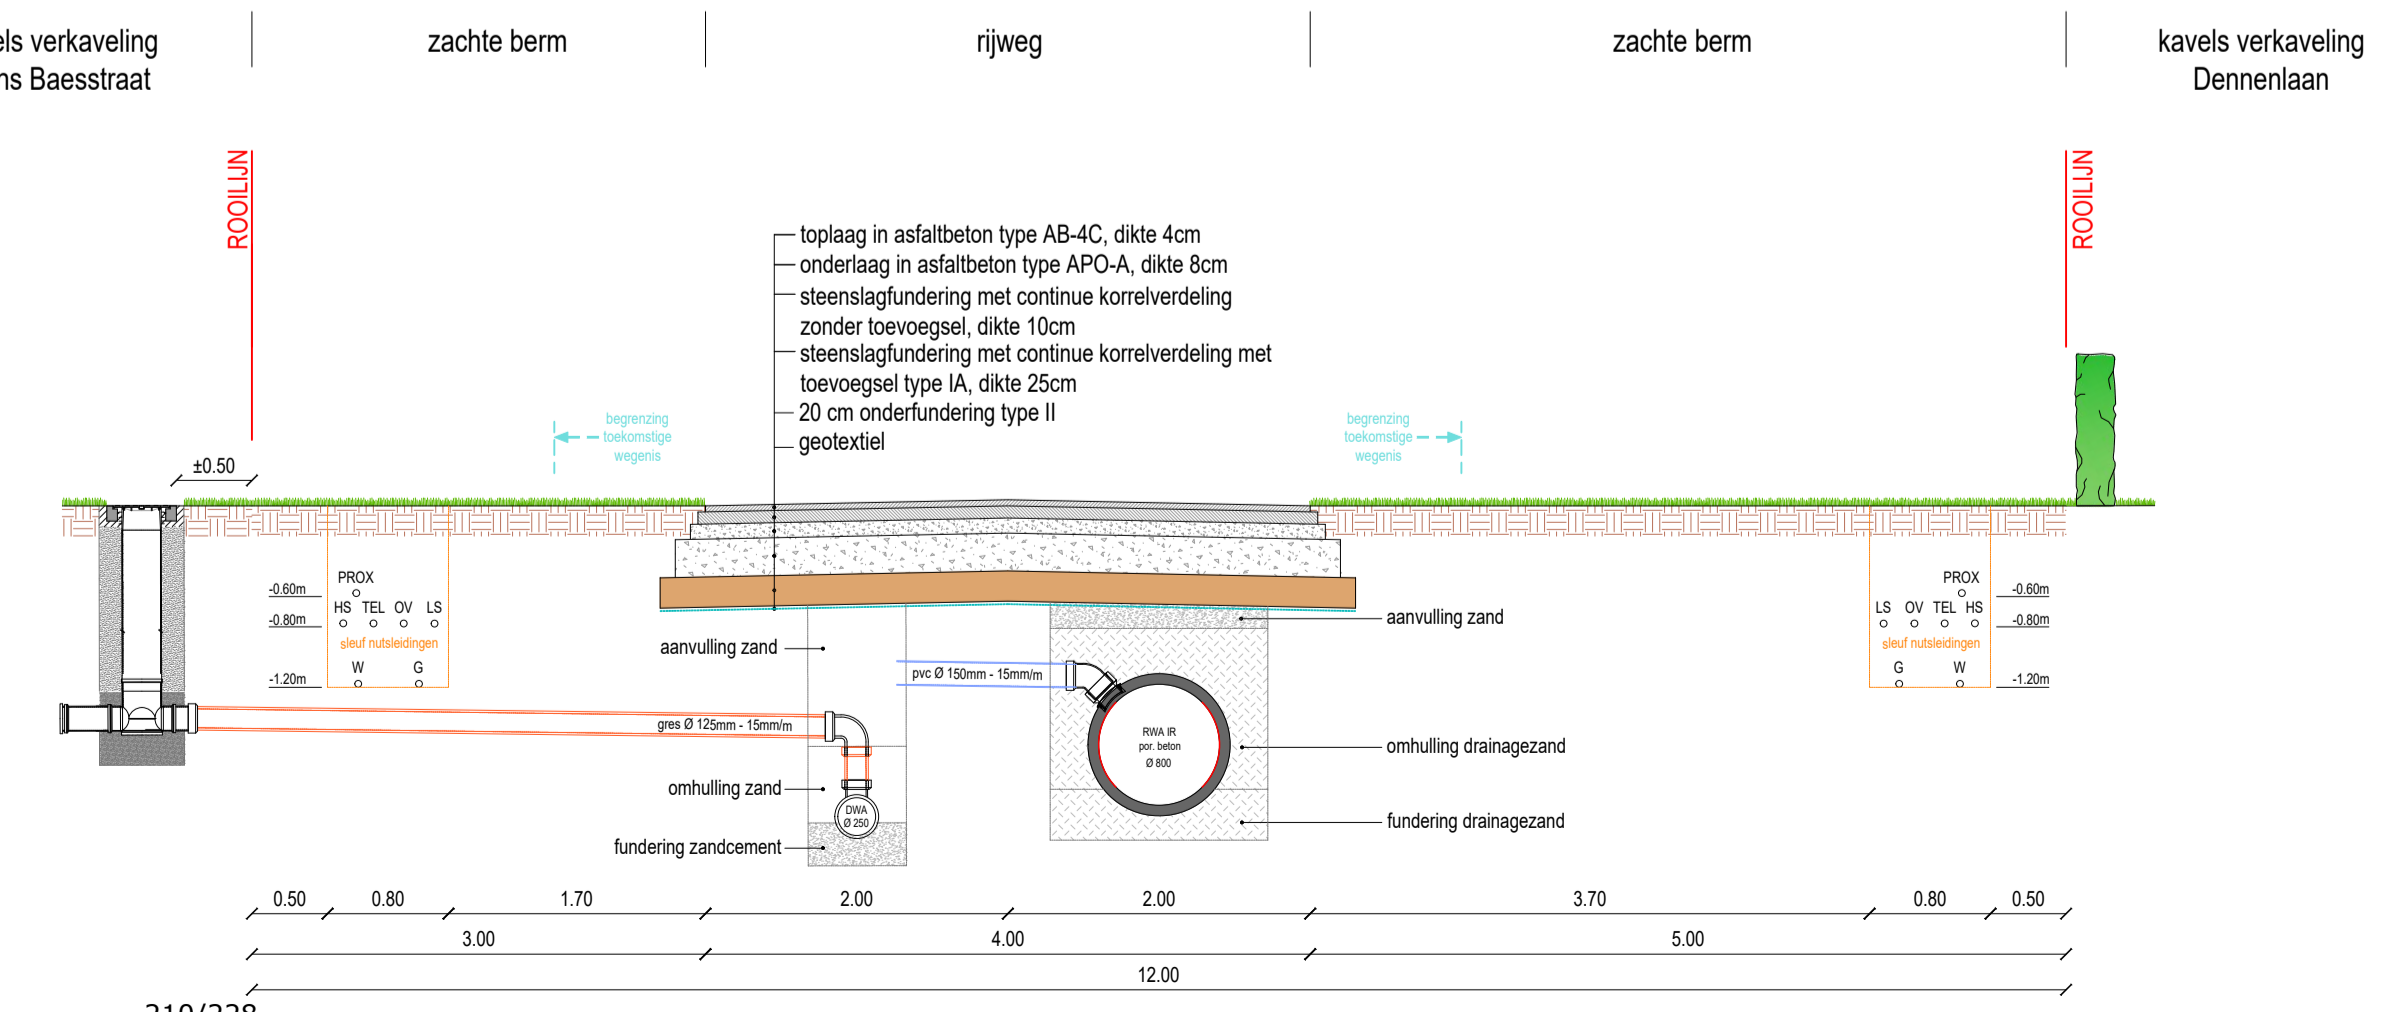 els verkaveling
ns Baesstraat
zachte berm
rijweg
zachte berm
kavels verkaveling
Dennenlaan
ROOILIJN
ROOILIJN
toplaag in asfaltbeton type AB-4C, dikte 4cm
onderlaag in asfaltbeton type APO-A, dikte 8cm
steenslagfundering met continue korrelverdeling
zonder toevoegsel, dikte 10cm
steenslagfundering met continue korrelverdeling met
toevoegsel type IA, dikte 25cm
20 cm onderfundering type II
geotextiel
begrenzing
toekomstige
wegenis
begrenzing
toekomstige
wegenis
±0.50
PROX
-0.60m
HS TEL OV LS
-0.80m
sleuf nutsleidingen
W G
-1.20m
PROX
-0.60m
LS OV TEL HS
-0.80m
sleuf nutsleidingen
G W
-1.20m
aanvulling zand
aanvulling zand
pvc Ø 150mm - 15mm/m
gres Ø 125mm - 15mm/m
RWA IR
por. beton
Ø 800
omhulling drainagezand
omhulling zand
DWA
Ø 250
fundering drainagezand
fundering zandcement
0.50 0.80 1.70 2.00 2.00 3.70 0.80 0.50
3.00 4.00 5.00
12.00